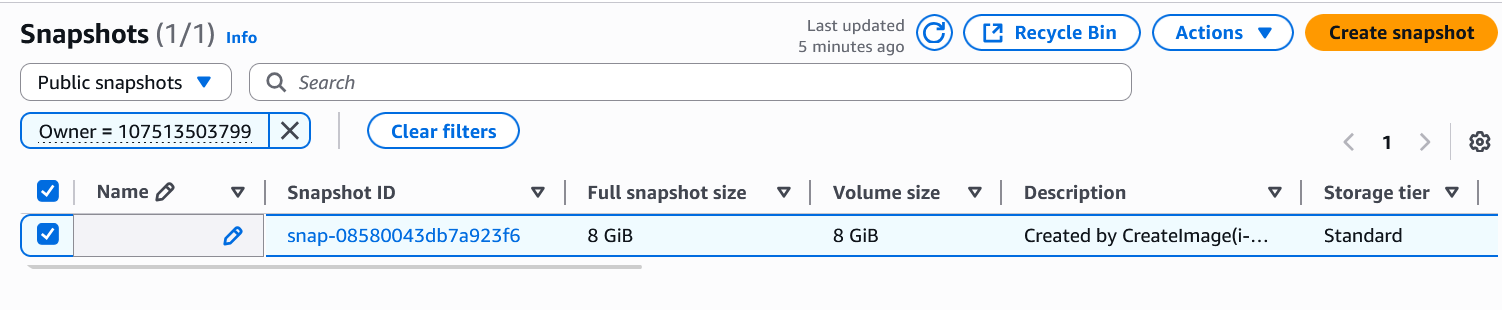 Snapshots (1/1) Info
Last updated
5 minutes ago
Recycle Bin
Actions
Create snapshot
Public snapshots
Search
Owner = 107513503799
Clear filters
1
Name
Snapshot ID
Full snapshot size
Volume size
Description
Storage tier
snap-08580043db7a923f6
8 GiB
8 GiB
Created by CreateImage(i-...
Standard